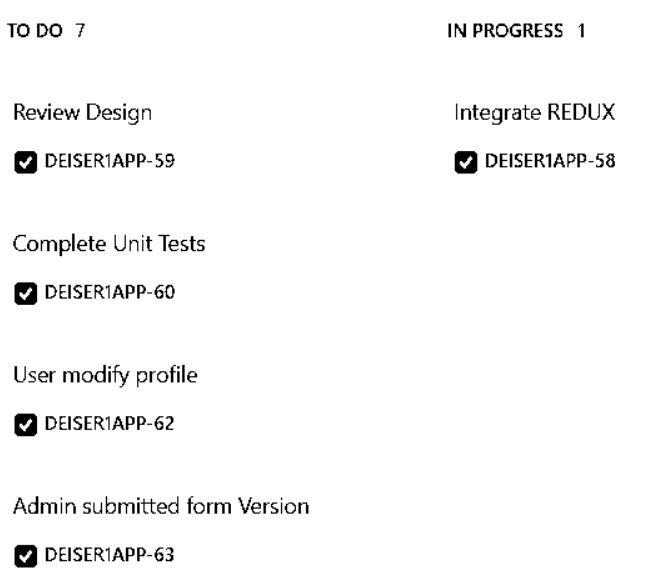 TO DO 7
Review Design
DEISER1APP-59
Complete Unit Tests
DEISER1APP-60
User modify profile
DEISER1APP-62
Admin submitted form Version
DEISER1APP-63
IN PROGRESS 1
Integrate REDUX
DEISER1APP-58